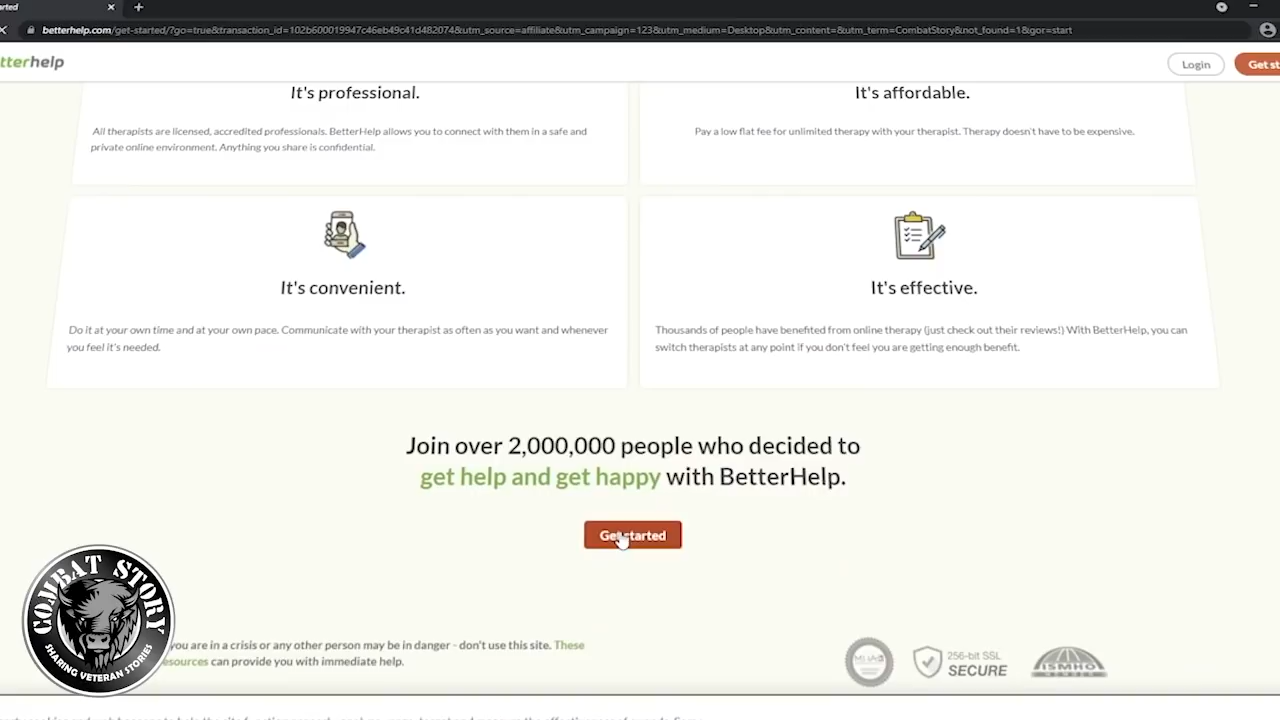 arted
betterhelp.com/get-started/?go=true&transaction_id=102b600019947c46eb49c41d482074&utm_source=affiliate&utm_campaign=123&utm_medium=Desktop&utm_content=&utm_term=CombatStory&not_found=1&gor=start
tterhelp
Login
Get st
It's professional.
All therapists are licensed, accredited professionals. BetterHelp allows you to connect with them in a safe and
private online environment. Anything you share is confidential.
It's affordable.
Pay a low flat fee for unlimited therapy with your therapist. Therapy doesn't have to be expensive.
It's convenient.
Do it at your own time and at your own pace. Communicate with your therapist as often as you want and whenever
you feel it's needed.
It's effective.
Thousands of people have benefited from online therapy (just check out their reviews!) With BetterHelp, you can
switch therapists at any point if you don't feel you are getting enough benefit.
Join over 2,000,000 people who decided to
get help and get happy with BetterHelp.
Get started
COMBAT STORY
SHARING VETERAN STORIES
you are in a crisis or any other person may be in danger - don't use this site. These
esources can provide you with immediate help.
256-bit SSL
SECURE
ISMHO
MEMBER